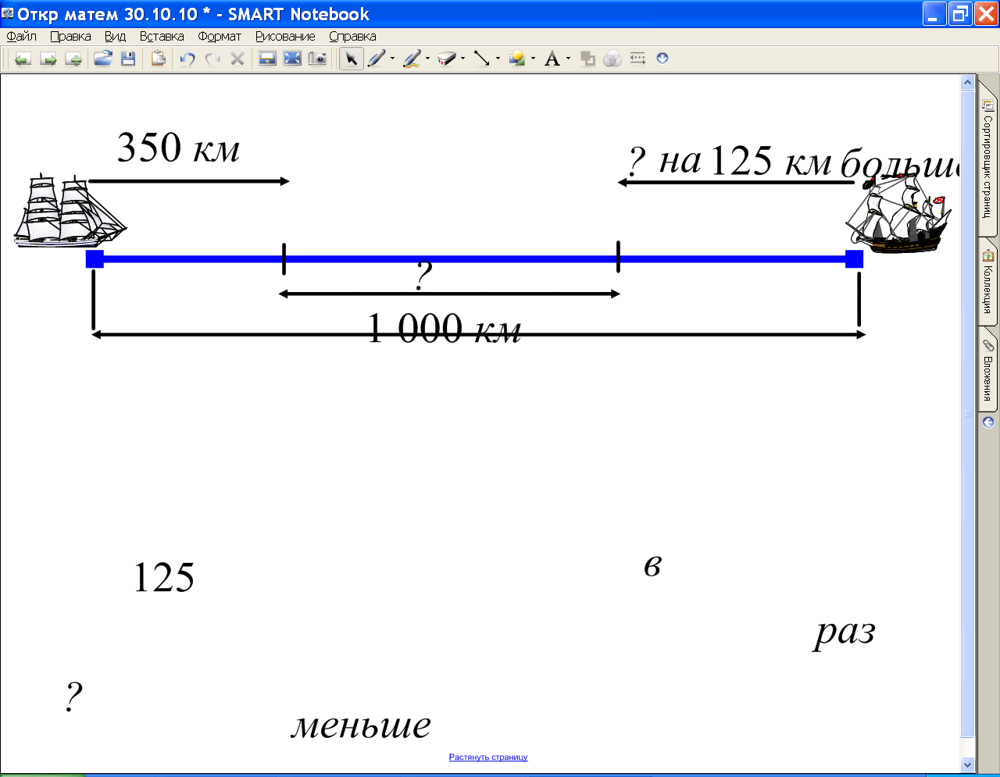 Откр матем 30.10.10 * - SMART Notebook
Файл Правка Вид Вставка Формат Рисование Справка
350 км
? на 125 км больше
?
1 000 км
125
в
раз
?
меньше
Растянуть страницу
Сортировщик страниц
Коллекция
Вложения